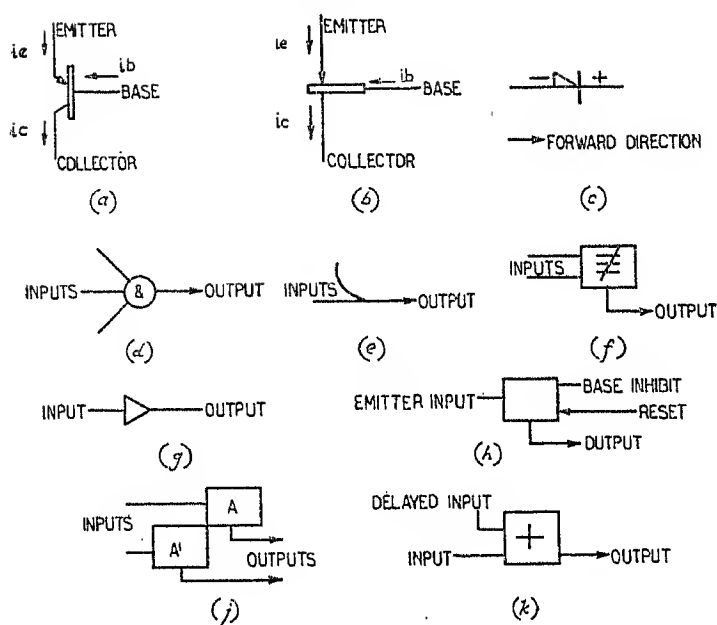 EMITTER
ie
ib
BASE
ic
COLLECTOR
(a)
EMITTER
ie
ib
BASE
ic
COLLECTOR
(b)
− +
FORWARD DIRECTION
(c)
INPUTS & OUTPUT
(d)
INPUTS OUTPUT
(e)
INPUTS
OUTPUT
(f)
INPUT OUTPUT
(g)
EMITTER INPUT
BASE INHIBIT
RESET
OUTPUT
(h)
INPUTS
A
A'
OUTPUTS
(j)
DELAYED INPUT
INPUT + OUTPUT
(k)